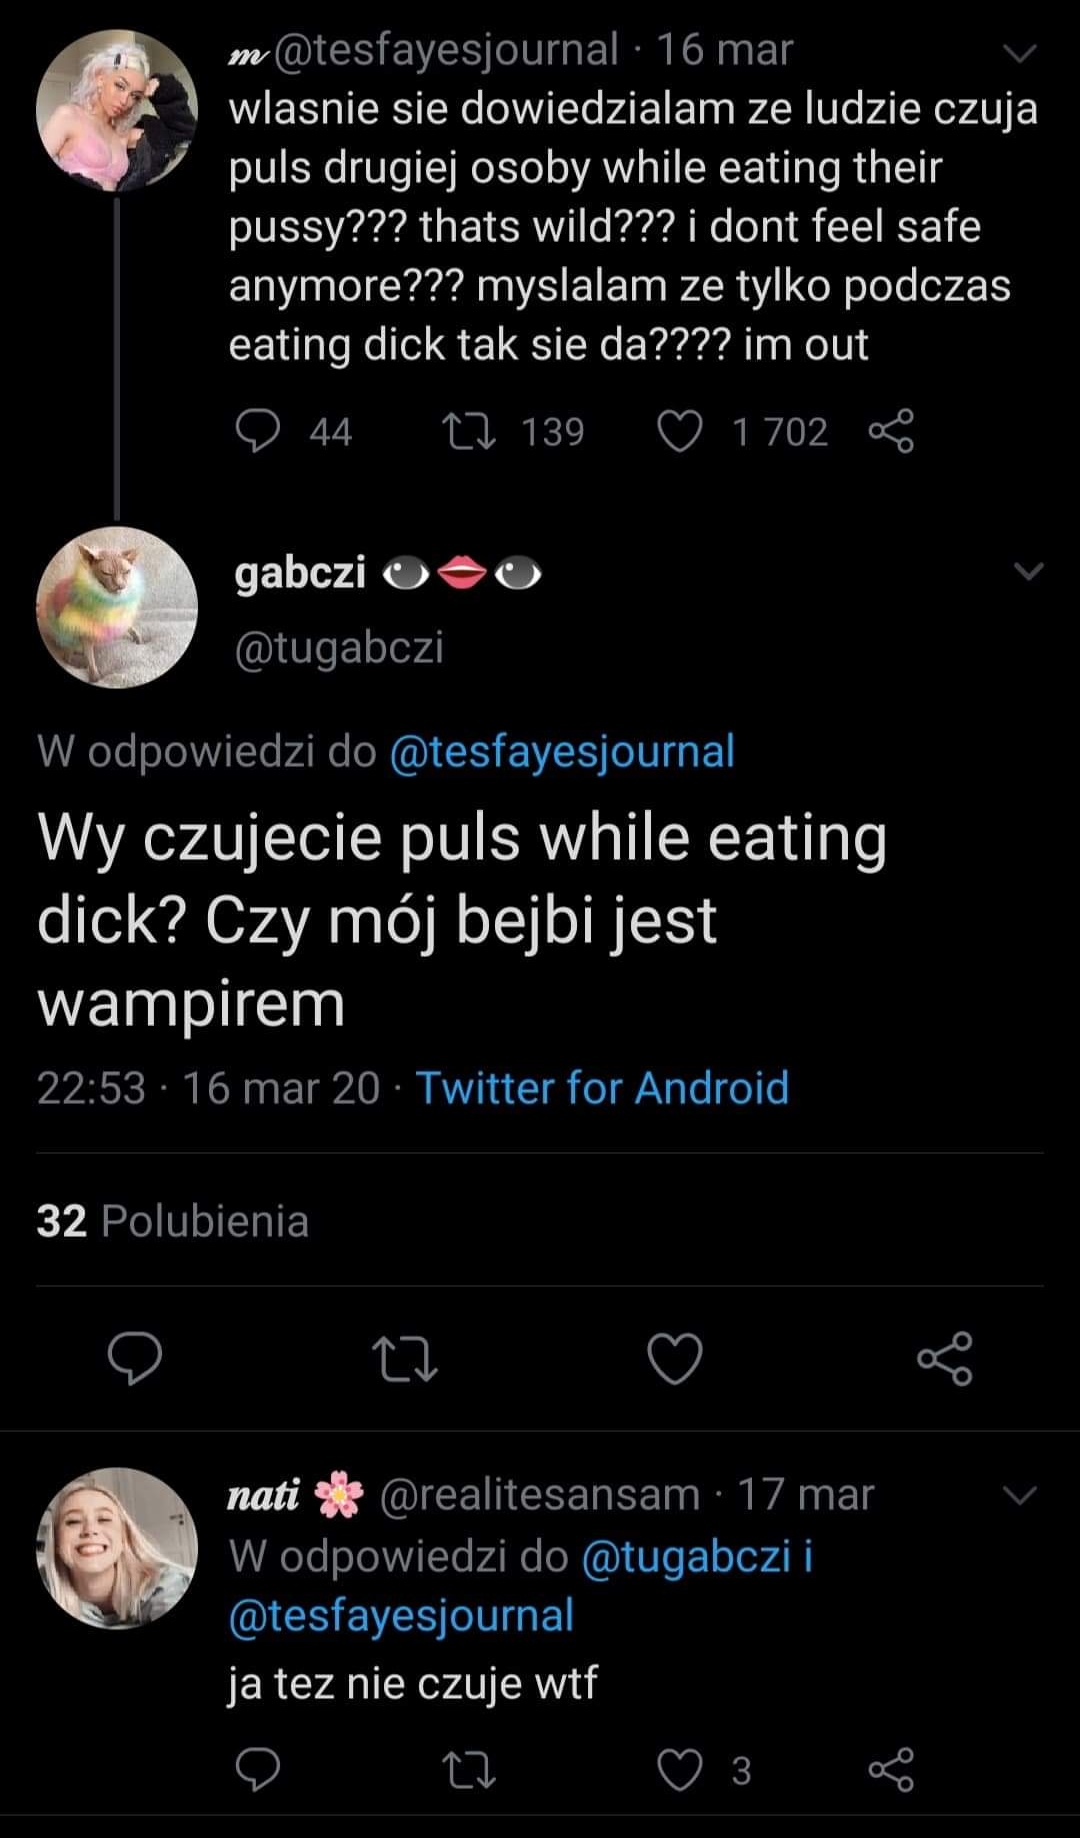 m @tesfayesjournal · 16 mar
wlasnie sie dowiedzialam ze ludzie czuja
puls drugiej osoby while eating their
pussy??? thats wild??? i dont feel safe
anymore??? myslalam ze tylko podczas
eating dick tak sie da???? im out
44 139 1 702
gabczi 👁👄👁
@tugabczi
W odpowiedzi do @tesfayesjournal
Wy czujecie puls while eating
dick? Czy mój bejbi jest
wampirem
22:53 · 16 mar 20 · Twitter for Android
32 Polubienia
nati 🌸 @realitesansam · 17 mar
W odpowiedzi do @tugabczi i
@tesfayesjournal
ja tez nie czuje wtf
3